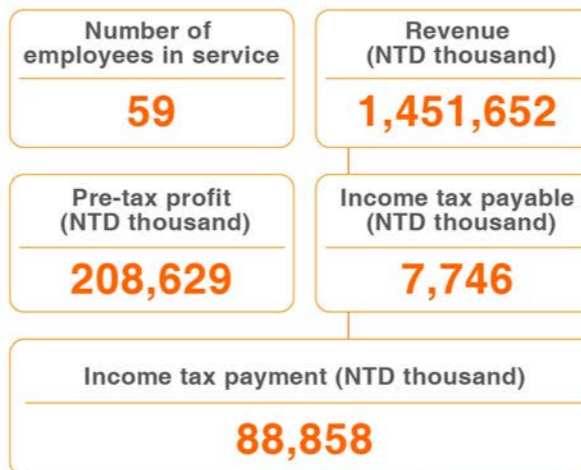 Number of
employees in service
59
Revenue
(NTD thousand)
1,451,652
Pre-tax profit
(NTD thousand)
208,629
Income tax payable
(NTD thousand)
7,746
Income tax payment (NTD thousand)
88,858